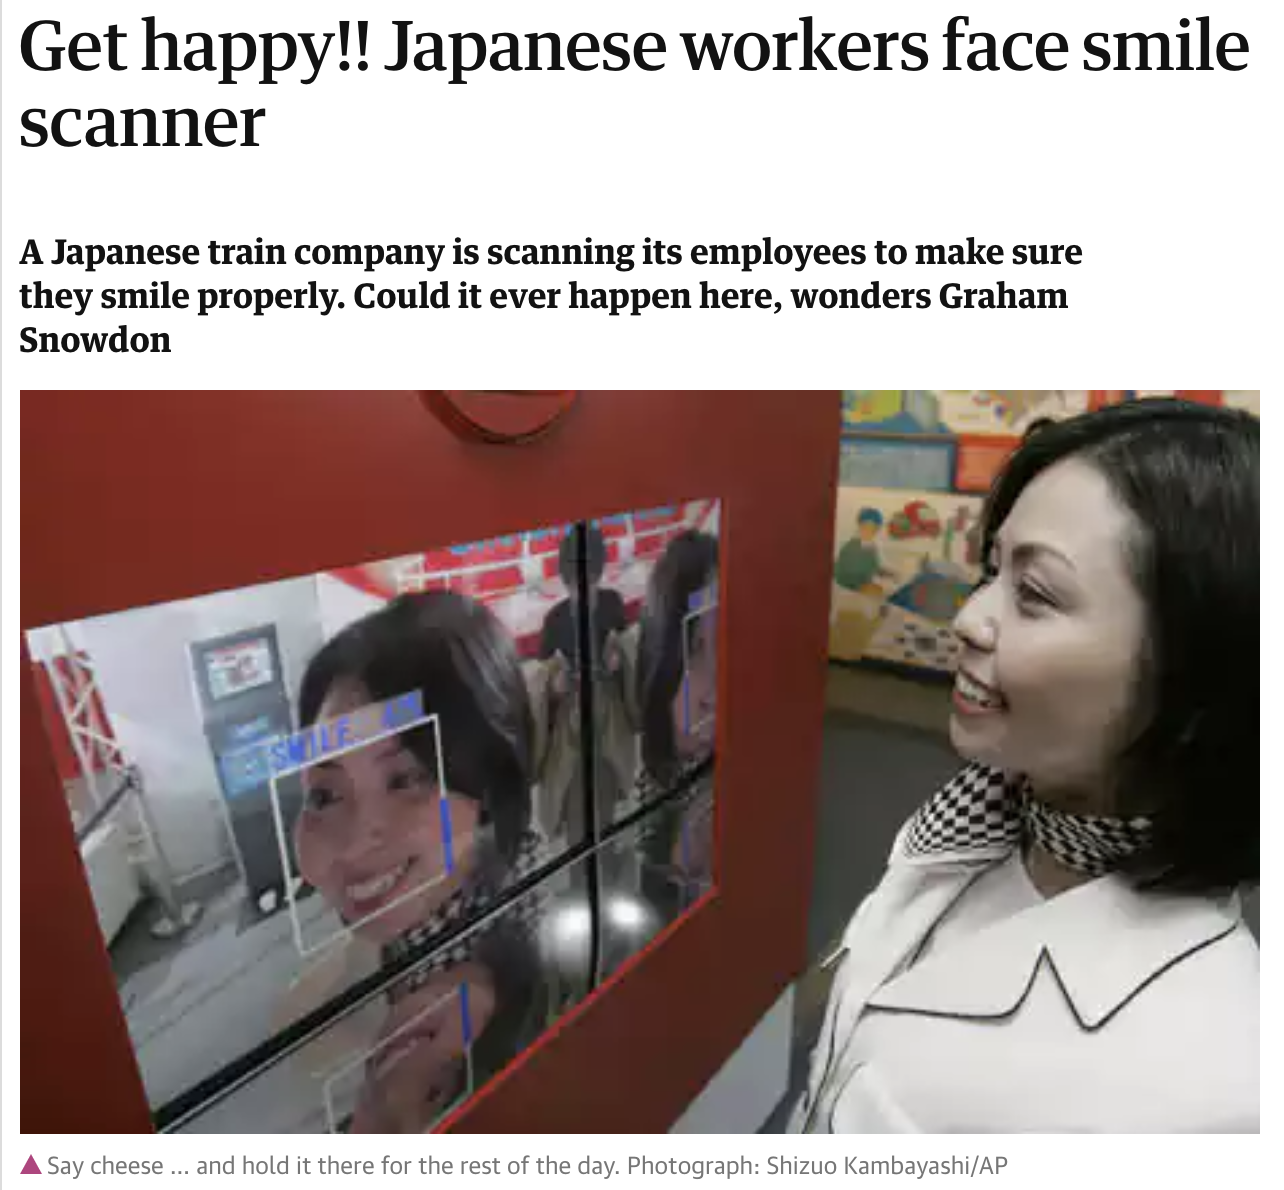 Get happy!! Japanese workers face smile
scanner
A Japanese train company is scanning its employees to make sure
they smile properly. Could it ever happen here, wonders Graham
Snowdon
SMILE
Say cheese ... and hold it there for the rest of the day. Photograph: Shizuo Kambayashi/AP